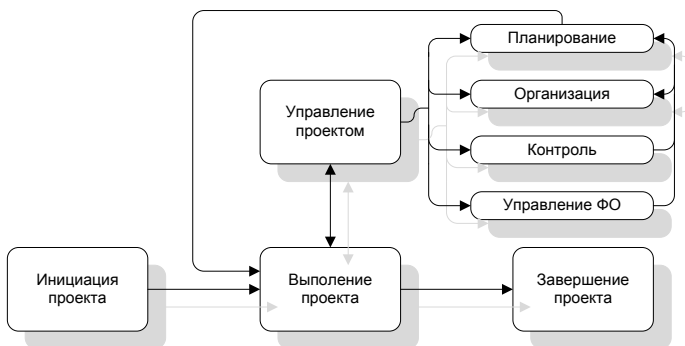 Планирование
Организация
Управление
проектом
Контроль
Управление ФО
Инициация
проекта
Выполение
проекта
Завершение
проекта